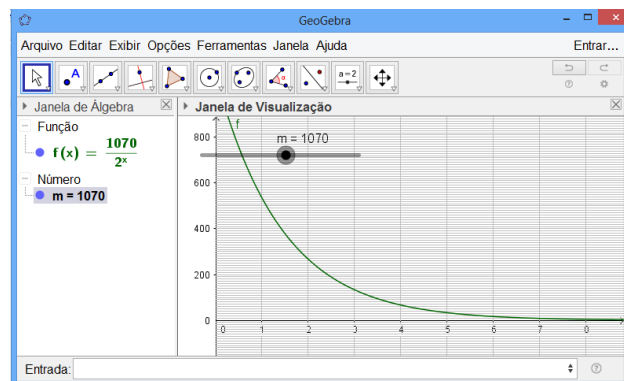 GeoGebra
Arquivo Editar Exibir Opções Ferramentas Janela Ajuda Entrar...
A a=2
Janela de Álgebra
Função
f(x) = 1070 / 2ˣ
Número
m = 1070
Janela de Visualização
f
m = 1070
800
600
400
200
0
0 1 2 3 4 5 6 7 8
Entrada: